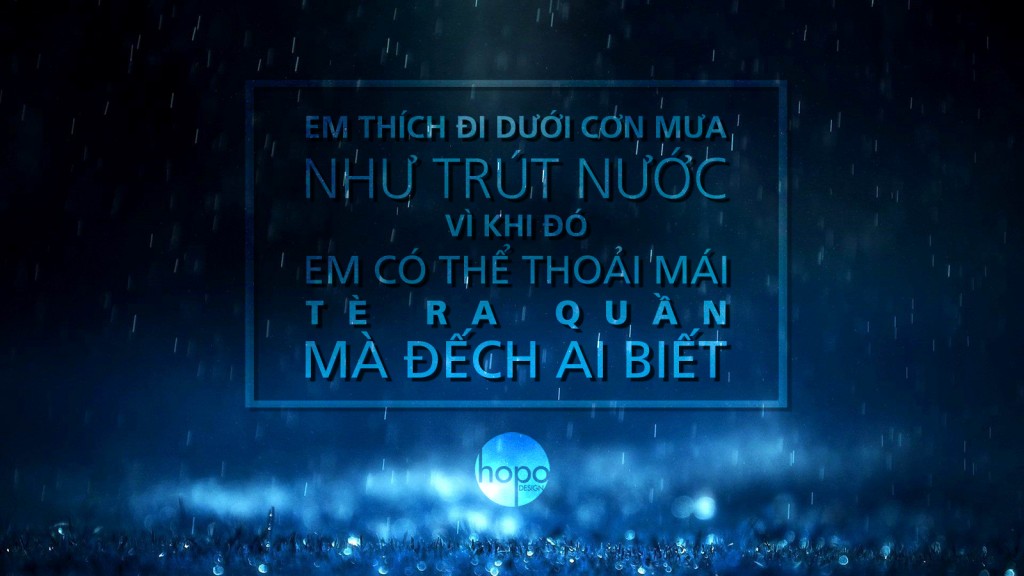 EM THÍCH ĐI DƯỚI CƠN MƯA
NHƯ TRÚT NƯỚC
VÌ KHI ĐÓ
EM CÓ THỂ THOẢI MÁI
TÈ RA QUẦN
MÀ ĐẾCH AI BIẾT
hopo
DESIGN